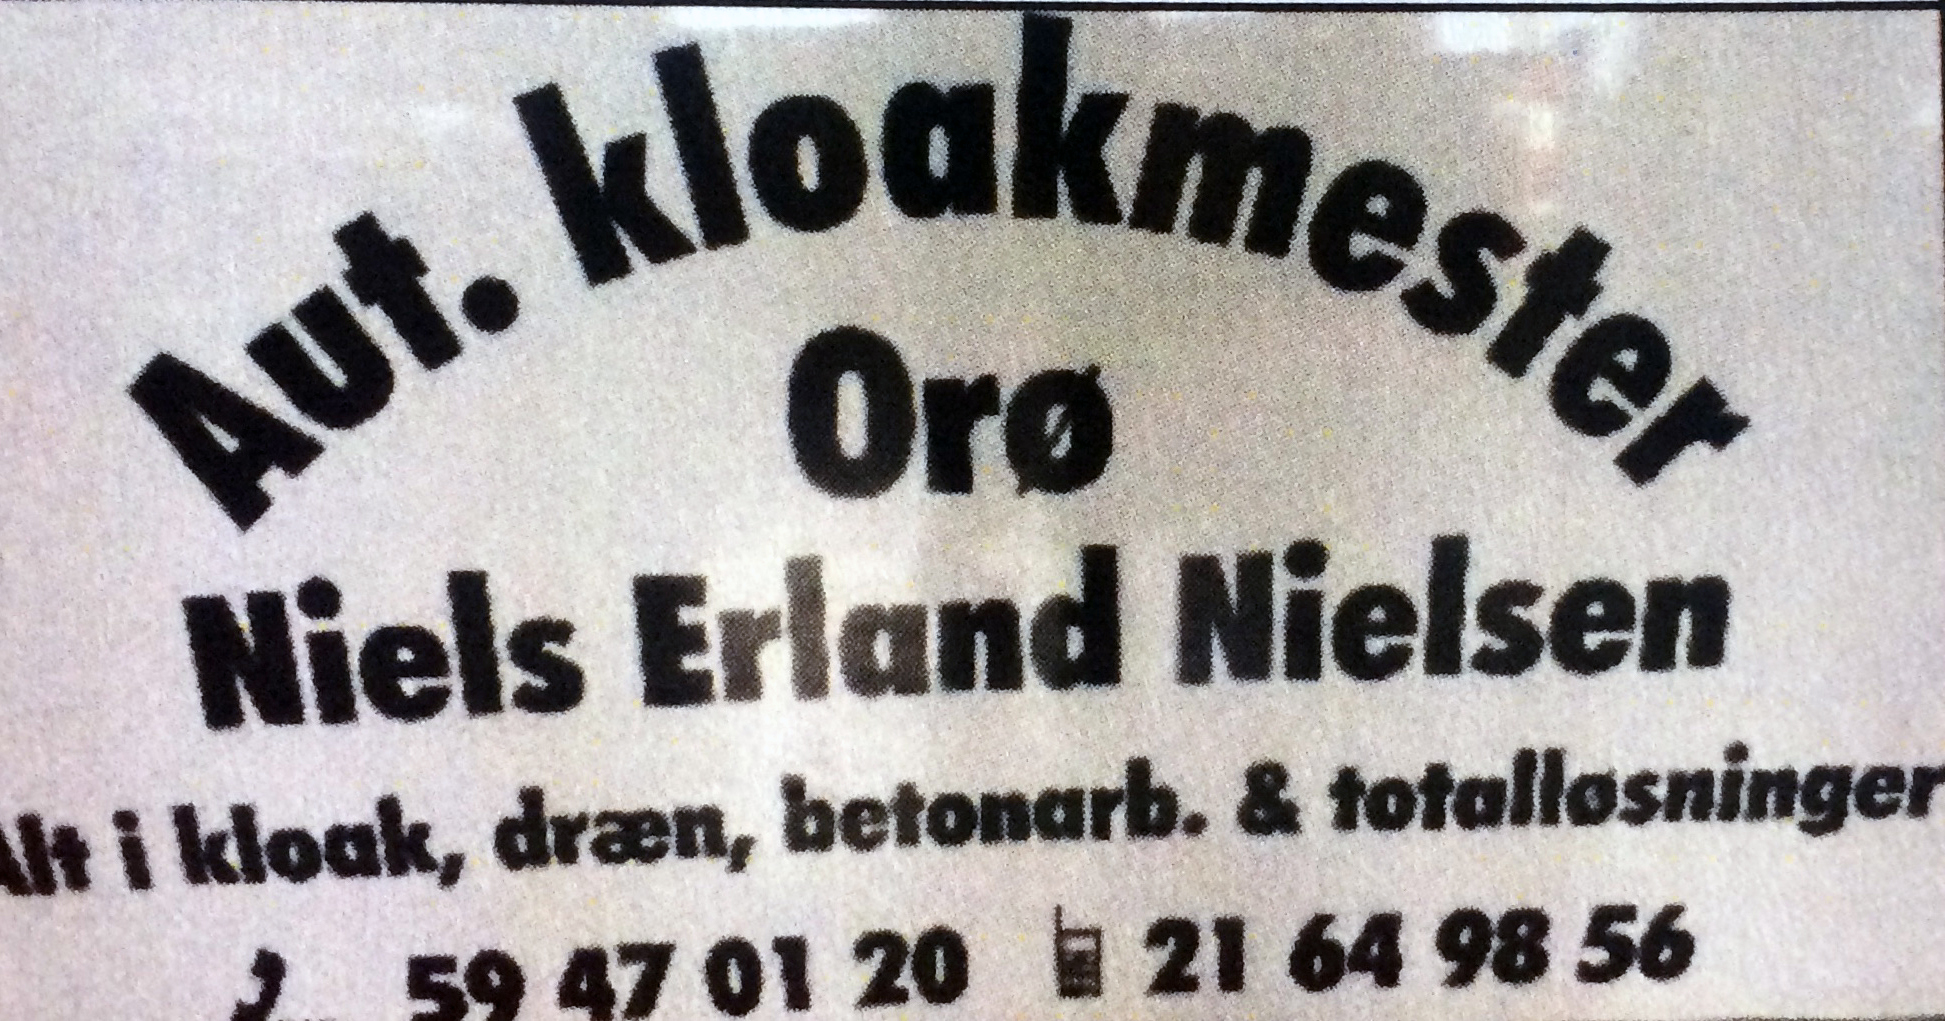 Aut. kloakmester
Orø
Niels Erland Nielsen
Alt i kloak, dræn, betonarb. & totalløsninger
59 47 01 20 21 64 98 56